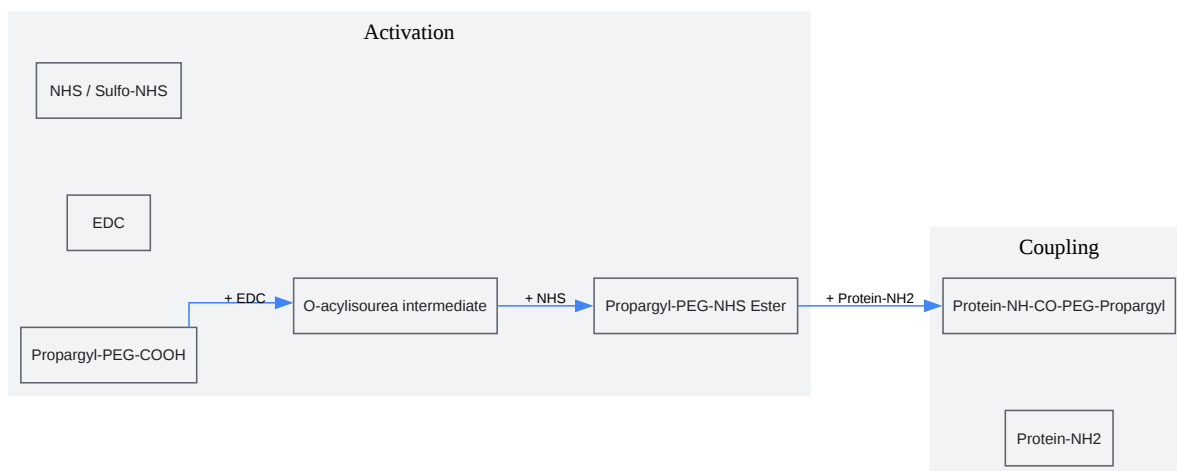 Activation
NHS / Sulfo-NHS
EDC
Propargyl-PEG-COOH
+ EDC
O-acylisourea intermediate
+ NHS
Propargyl-PEG-NHS Ester
+ Protein-NH2
Coupling
Protein-NH-CO-PEG-Propargyl
Protein-NH2